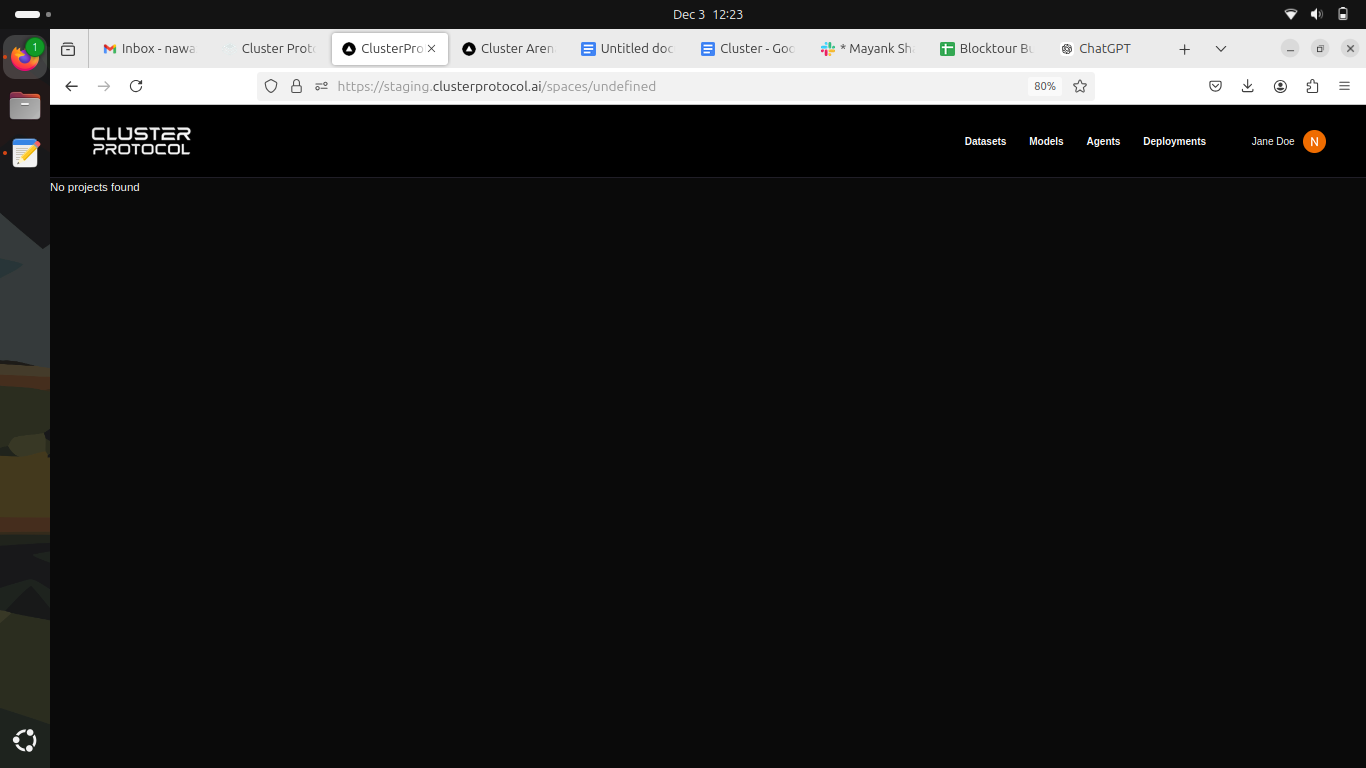 Dec 3 12:23
1
Inbox - nawa
Cluster Proto
ClusterPro
Cluster Aren
Untitled doc
Cluster - Goo
* Mayank Sha
Blocktour Bu
ChatGPT
https://staging.clusterprotocol.ai/spaces/undefined
80%
CLUSTER
PROTOCOL
Datasets
Models
Agents
Deployments
Jane Doe
N
No projects found